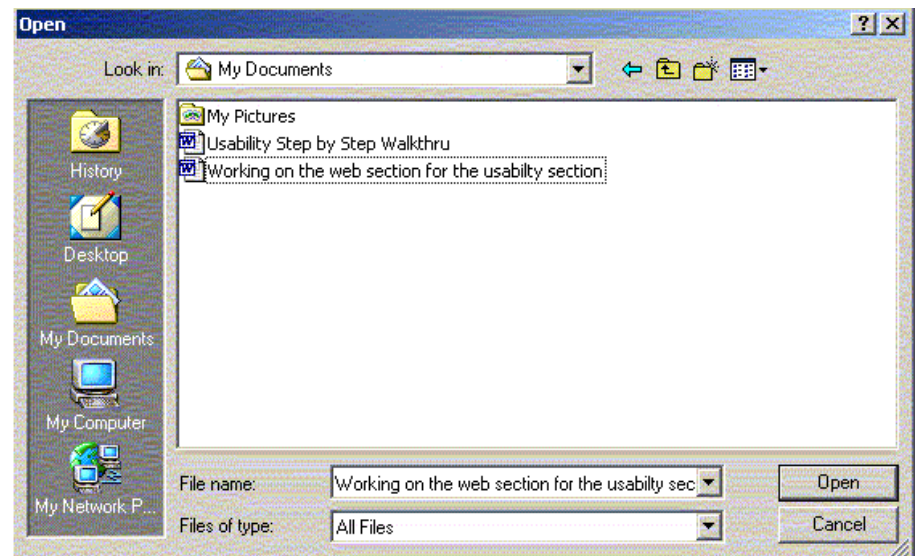 Open
Look in:
My Documents
My Pictures
Usability Step by Step Walkthru
Working on the web section for the usabilty section
History
Desktop
My Documents
My Computer
My Network P...
File name:
Working on the web section for the usabilty sec
Open
Files of type:
All Files
Cancel